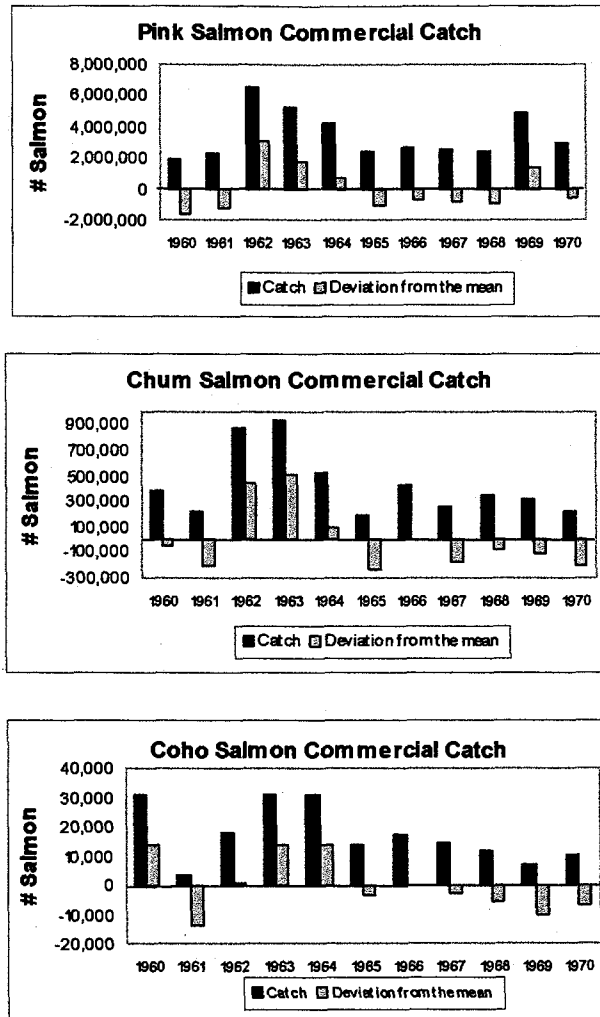 Pink Salmon Commercial Catch
# Salmon
8,000,000
6,000,000
4,000,000
2,000,000
0
-2,000,000
1960 1961 1962 1963 1964 1965 1966 1967 1968 1969 1970
Catch Deviation from the mean
Chum Salmon Commercial Catch
# Salmon
900,000
700,000
500,000
300,000
100,000
-100,000
-300,000
1960 1961 1962 1963 1964 1965 1966 1967 1968 1969 1970
Catch Deviation from the mean
Coho Salmon Commercial Catch
# Salmon
40,000
30,000
20,000
10,000
0
-10,000
-20,000
1960 1961 1962 1963 1964 1965 1966 1967 1968 1969 1970
Catch Deviation from the mean